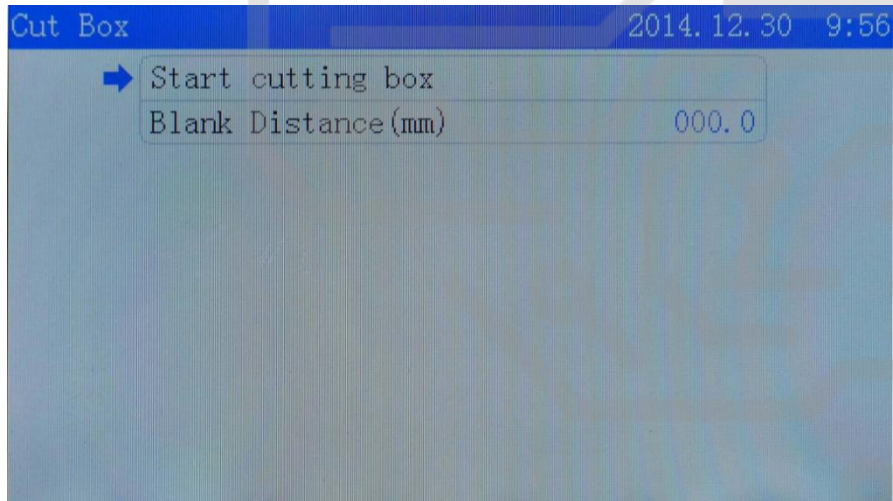 Cut Box 2014.12.30 9:56
Start cutting box
Blank Distance(mm) 000.0